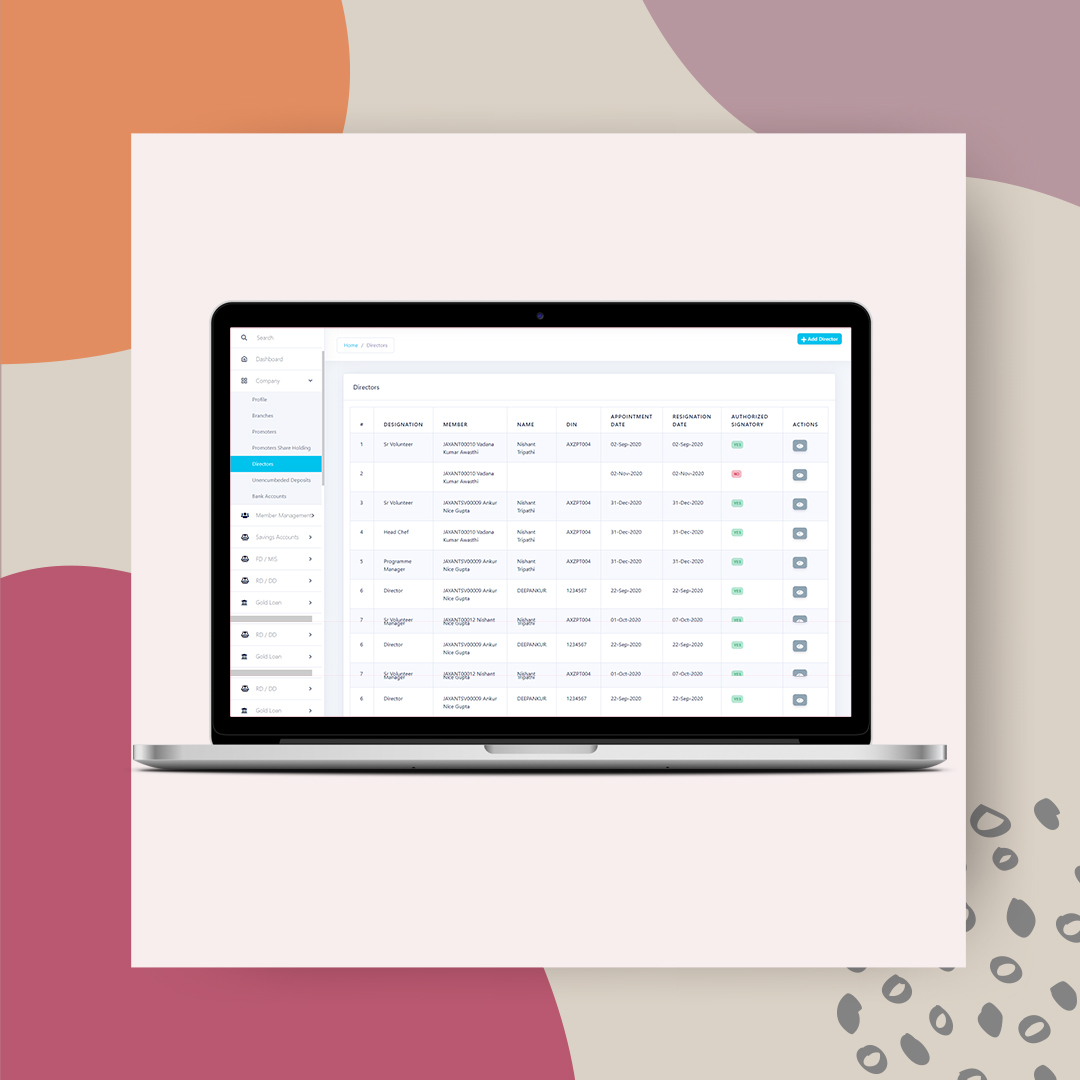 Search
Home / Directors
+ Add Director
Dashboard
Company
Profile
Branches
Promoters
Promoters Share Holding
Directors
Unencumbeded Deposits
Bank Accounts
Member Management
Savings Accounts
FD / MIS
RD / DD
Gold Loan
RD / DD
Gold Loan
RD / DD
Gold Loan
Directors
# DESIGNATION MEMBER NAME DIN APPOINTMENT DATE RESIGNATION DATE AUTHORIZED SIGNATORY ACTIONS
1 Sr Volunteer JAYANT00010 Vadana Nishant AXZPT004 02-Sep-2020 02-Sep-2020 YES
Kumar Awasthi Tripathi
2 JAYANT00010 Vadana 02-Nov-2020 02-Nov-2020 NO
Kumar Awasthi
3 Sr Volunteer JAYANTSV00009 Ankur Nishant AXZPT004 31-Dec-2020 31-Dec-2020 YES
Nice Gupta Tripathi
4 Head Chef JAYANT00010 Vadana Nishant AXZPT004 31-Dec-2020 31-Dec-2020 YES
Kumar Awasthi Tripathi
5 Programme JAYANTSV00009 Ankur Nishant AXZPT004 31-Dec-2020 31-Dec-2020 YES
Manager Nice Gupta Tripathi
6 Director JAYANTSV00009 Ankur DEEPANKUR 1234567 22-Sep-2020 22-Sep-2020 YES
Nice Gupta
7 Sr Volunteer JAYANT00012 Nishant Nishant AXZPT004 01-Oct-2020 07-Oct-2020 YES
Manager Nice Gupta Tripathi
6 Director JAYANTSV00009 Ankur DEEPANKUR 1234567 22-Sep-2020 22-Sep-2020 YES
Nice Gupta
7 Sr Volunteer JAYANT00012 Nishant Nishant AXZPT004 01-Oct-2020 07-Oct-2020 YES
Manager Nice Gupta Tripathi
6 Director JAYANTSV00009 Ankur DEEPANKUR 1234567 22-Sep-2020 22-Sep-2020 YES
Nice Gupta